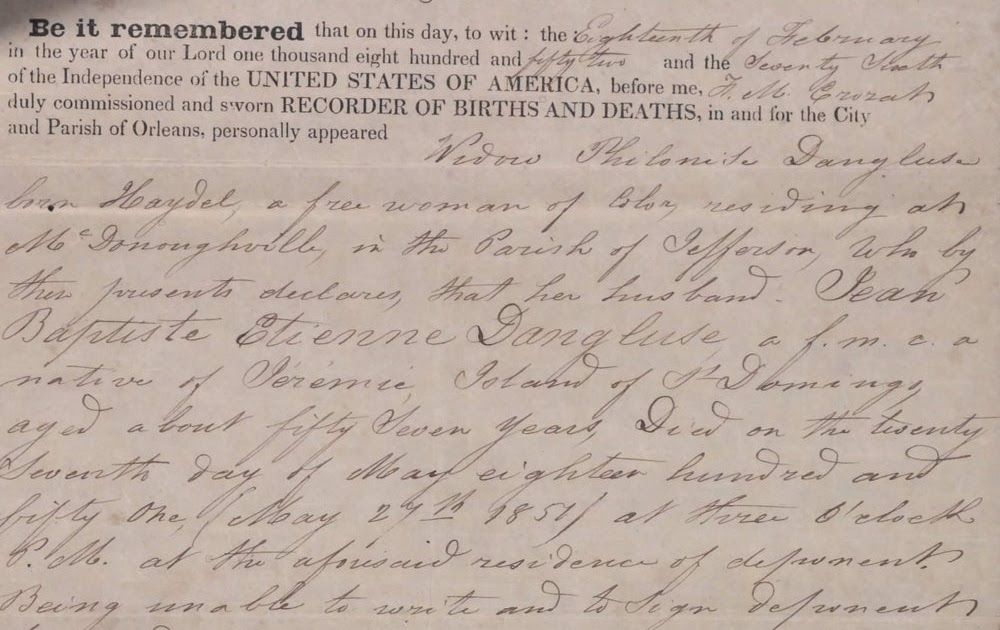 Be it remembered that on this day, to wit: the Eighteenth of February
in the year of our Lord one thousand eight hundred and fifty two and the Seventy Sixth
of the Independence of the UNITED STATES OF AMERICA, before me, F. M. Crozat
duly commissioned and sworn RECORDER OF BIRTHS AND DEATHS, in and for the City
and Parish of Orleans, personally appeared
Widow Philonise Dangluse
born Haydel, a free woman of Color, residing at
McDonoughville, in the Parish of Jefferson, Who by
these presents declares, that her husband Jean
Baptiste Etienne Dangluse a f. m. c. a
native of Jérémie, Island of St Domingo,
aged about fifty Seven years, Died on the twenty
Seventh day of May eighteen hundred and
fifty One, (May 27th 1851) at three O'clock
P. M. at the aforesaid residence of deponent.
Being unable to write and to Sign deponent